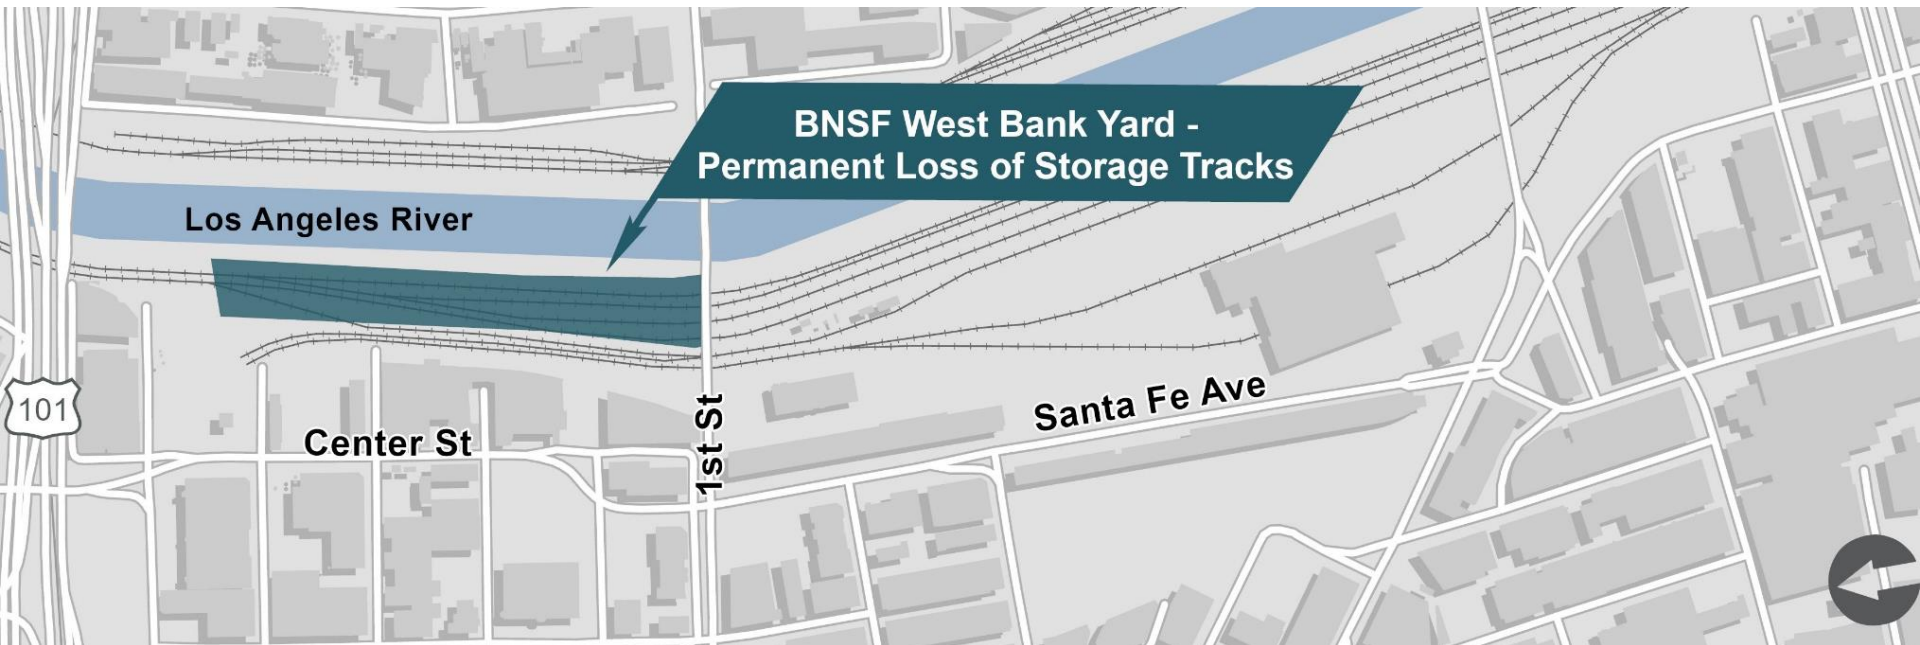 BNSF West Bank Yard -
Permanent Loss of Storage Tracks
Los Angeles River
101
Center St
1st St
Santa Fe Ave